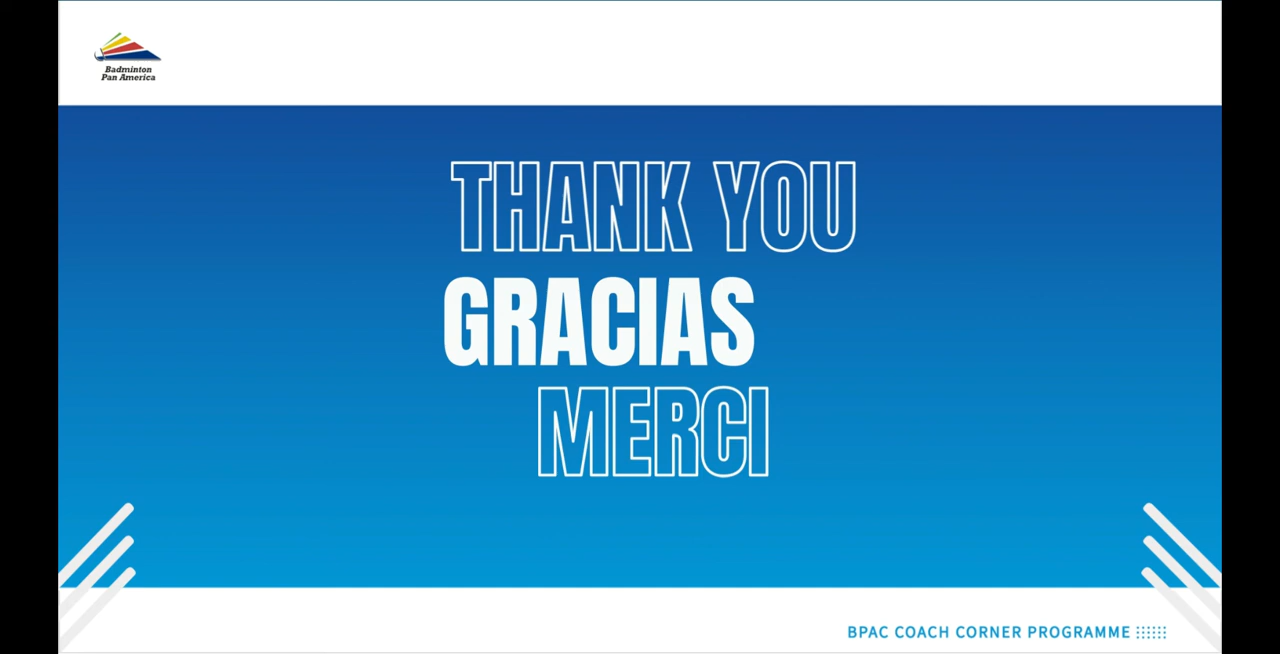 Badminton
Pan America
THANK YOU
GRACIAS
MERCI
BPAC COACH CORNER PROGRAMME